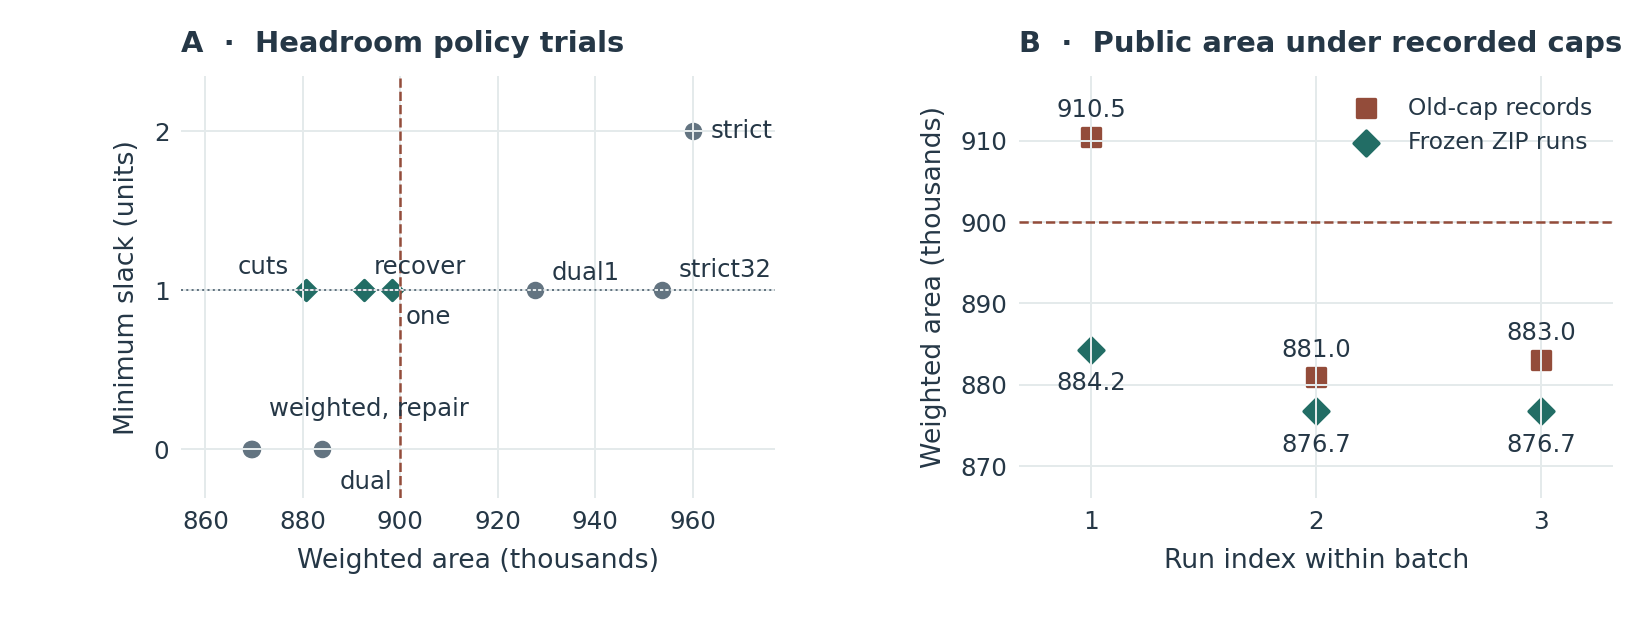 A · Headroom policy trials
Minimum slack (units)
2
1
0
strict
cuts
recover
dual1
strict32
one
weighted, repair
dual
860 880 900 920 940 960
Weighted area (thousands)
B · Public area under recorded caps
Weighted area (thousands)
910
900
890
880
870
Old-cap records
Frozen ZIP runs
910.5
884.2
881.0
876.7
883.0
876.7
1 2 3
Run index within batch